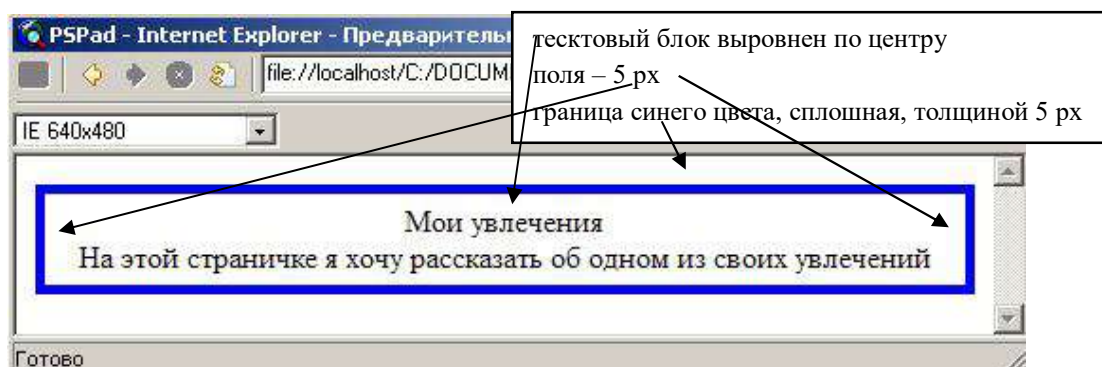 PSPad - Internet Explorer - Предварительн
тесктовый блок выровнен по центру
поля – 5 px
граница синего цвета, сплошная, толщиной 5 px
file://localhost/C:/DOCUM
IE 640x480
Мои увлечения
На этой страничке я хочу рассказать об одном из своих увлечений
Готово